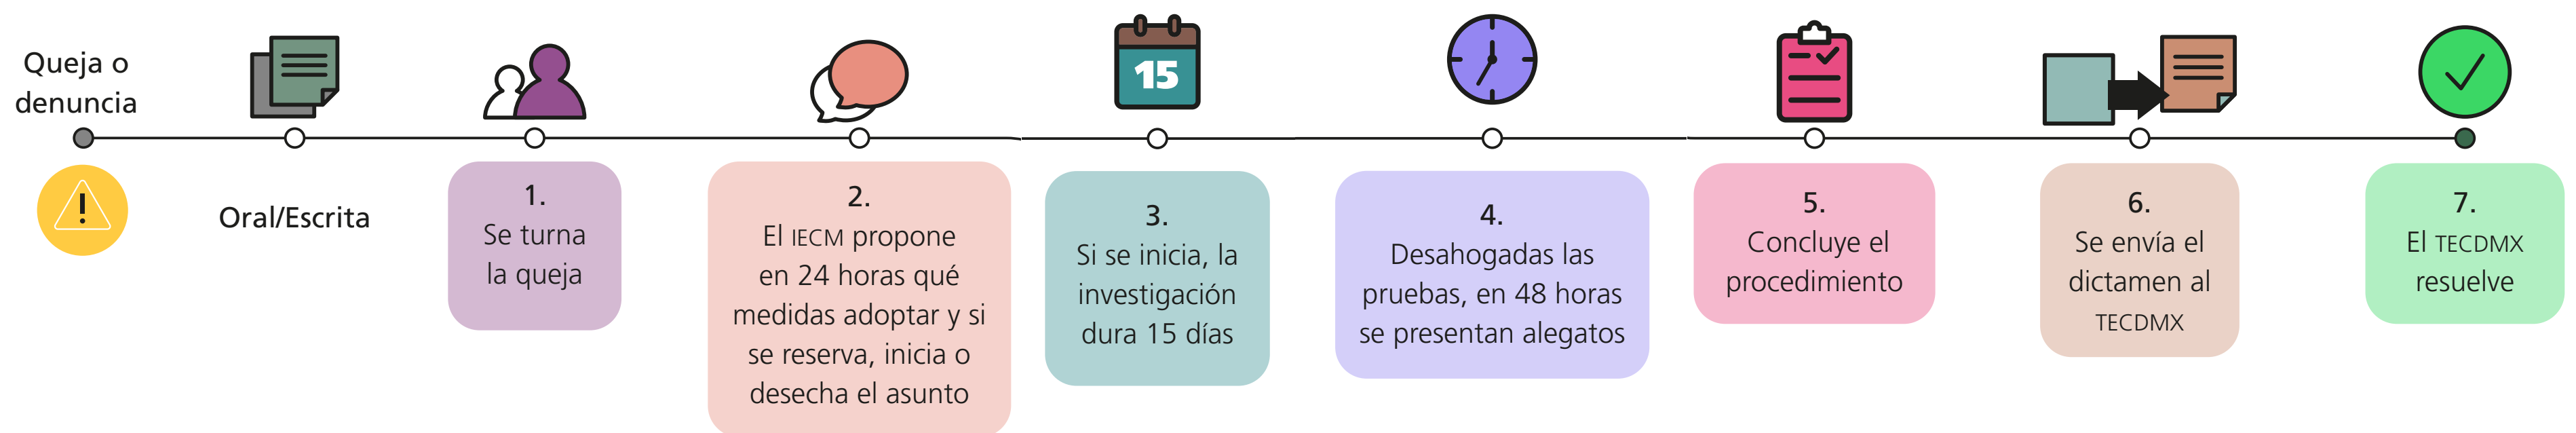 Queja o
denuncia
!
Oral/Escrita
1.
Se turna
la queja
2.
El IECM propone
en 24 horas qué
medidas adoptar y si
se reserva, inicia o
desecha el asunto
15
3.
Si se inicia, la
investigación
dura 15 días
4.
Desahogadas las
pruebas, en 48 horas
se presentan alegatos
5.
Concluye el
procedimiento
6.
Se envía el
dictamen al
TECDMX
7.
El TECDMX
resuelve